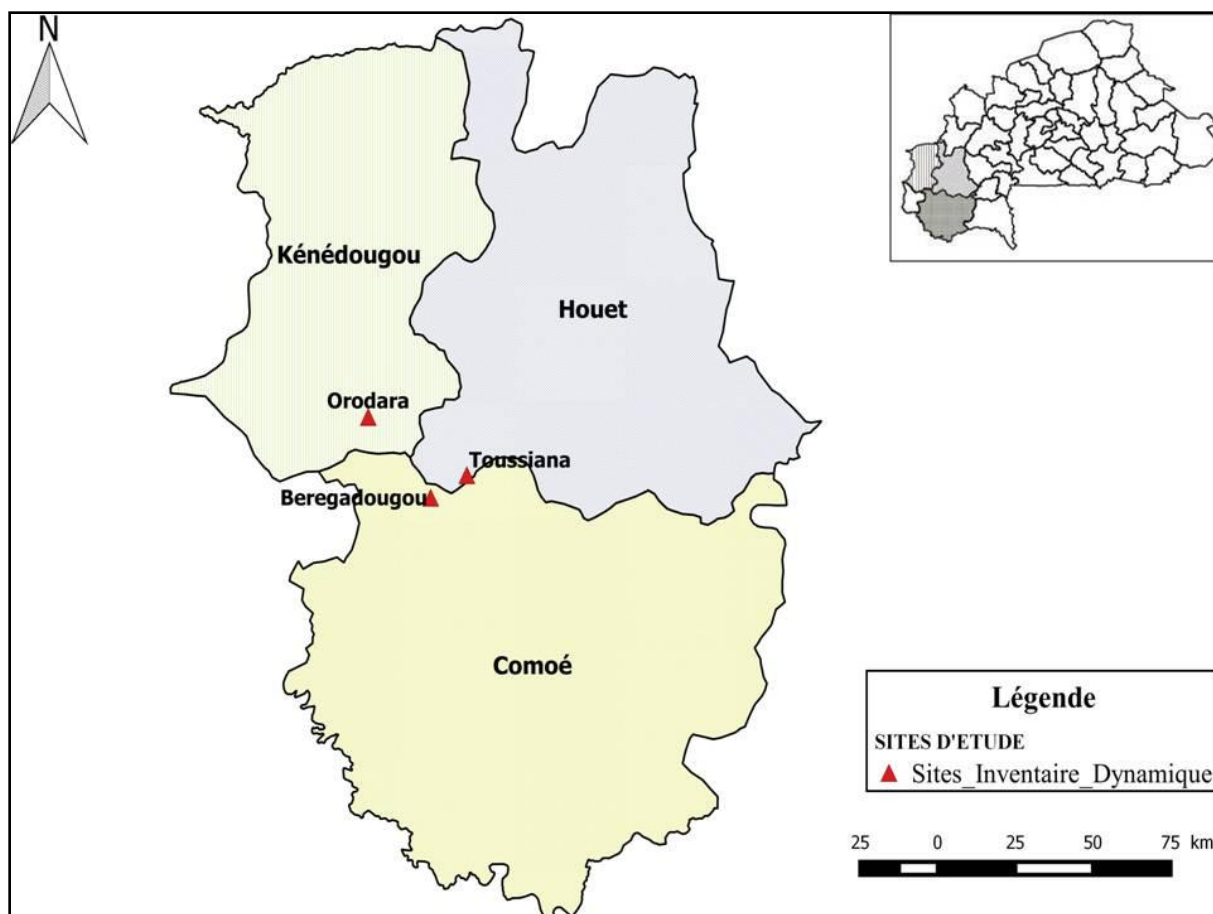 N
Kénédougou
Houet
Orodara
Toussiana
Beregadougou
Comoé
Légende
SITES D'ETUDE
Sites_Inventaire_Dynamique
25 0 25 50 75 km